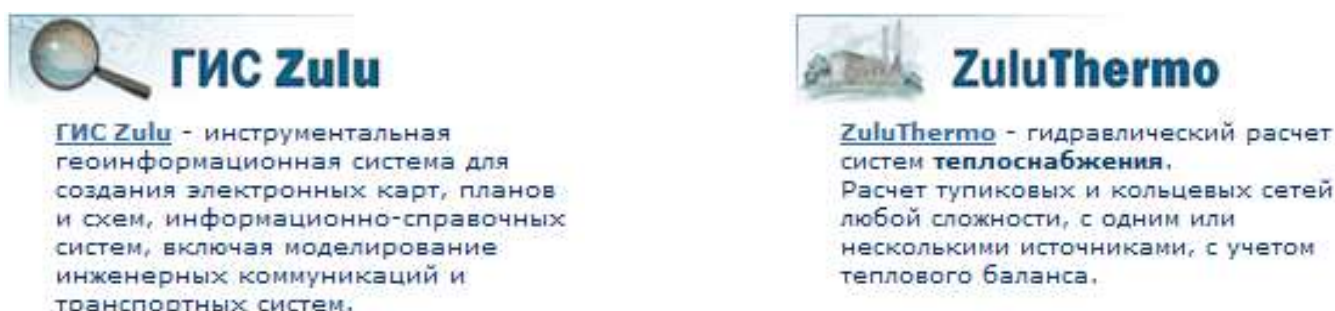 ГИС Zulu
ГИС Zulu - инструментальная
геоинформационная система для
создания электронных карт, планов
и схем, информационно-справочных
систем, включая моделирование
инженерных коммуникаций и
транспортных систем.
ZuluThermo
ZuluThermo - гидравлический расчет
систем теплоснабжения.
Расчет тупиковых и кольцевых сетей
любой сложности, с одним или
несколькими источниками, с учетом
теплового баланса.